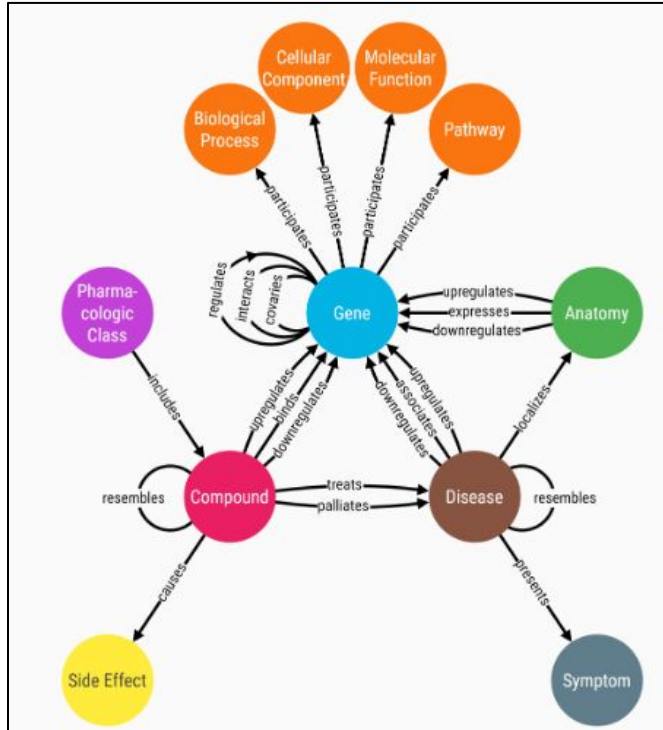 Cellular
Component
Molecular
Function
Biological
Process
Pathway
participates
participates
participates
participates
regulates
interacts
covaries
Pharma-
cologic
Class
Gene
upregulates
expresses
downregulates
Anatomy
includes
upregulates
binds
downregulates
downregulates
associates
upregulates
localizes
resembles
Compound
treats
palliates
Disease
resembles
causes
presents
Side Effect
Symptom